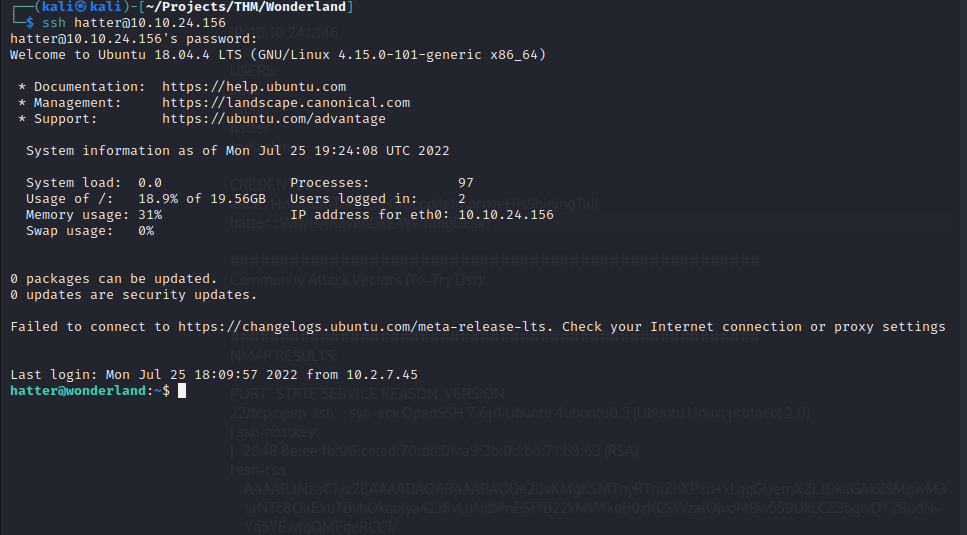 ┌──(kali㉿kali)-[~/Projects/THM/Wonderland]
└─$ ssh hatter@10.10.24.156
10.10.241.146
hatter@10.10.24.156's password:
Welcome to Ubuntu 18.04.4 LTS (GNU/Linux 4.15.0-101-generic x86_64)
USERS:
* Documentation:  https://help.ubuntu.com
* Management:     https://landscape.canonical.com
* Support:        https://ubuntu.com/advantage
hatter
System information as of Mon Jul 25 19:24:08 UTC 2022
System load:  0.0                Processes:           97
Usage of /:   18.9% of 19.56GB   Users logged in:     2
Memory usage: 31%                IP address for eth0: 10.10.24.156
Swap usage:   0%
hatter
0 packages can be updated.
Community Attack Vectors (To-Try List):
0 updates are security updates.
Failed to connect to https://changelogs.ubuntu.com/meta-release-lts. Check your Internet connection or proxy settings
NMAP RESULTS:
Last login: Mon Jul 25 18:09:57 2022 from 10.2.7.45
hatter@wonderland:~$
PORT STATE SERVICE REASON VERSION
22/tcp open ssh syn-ack OpenSSH 7.6p1 Ubuntu 4ubuntu0.3 (Ubuntu Linux; protocol 2.0)
| ssh-hostkey:
| 2048 8e:ee:fb:96:ce:ad:70:dd:05:a9:3b:0d:b0:71:b8:63 (RSA)
| ssh-rsa